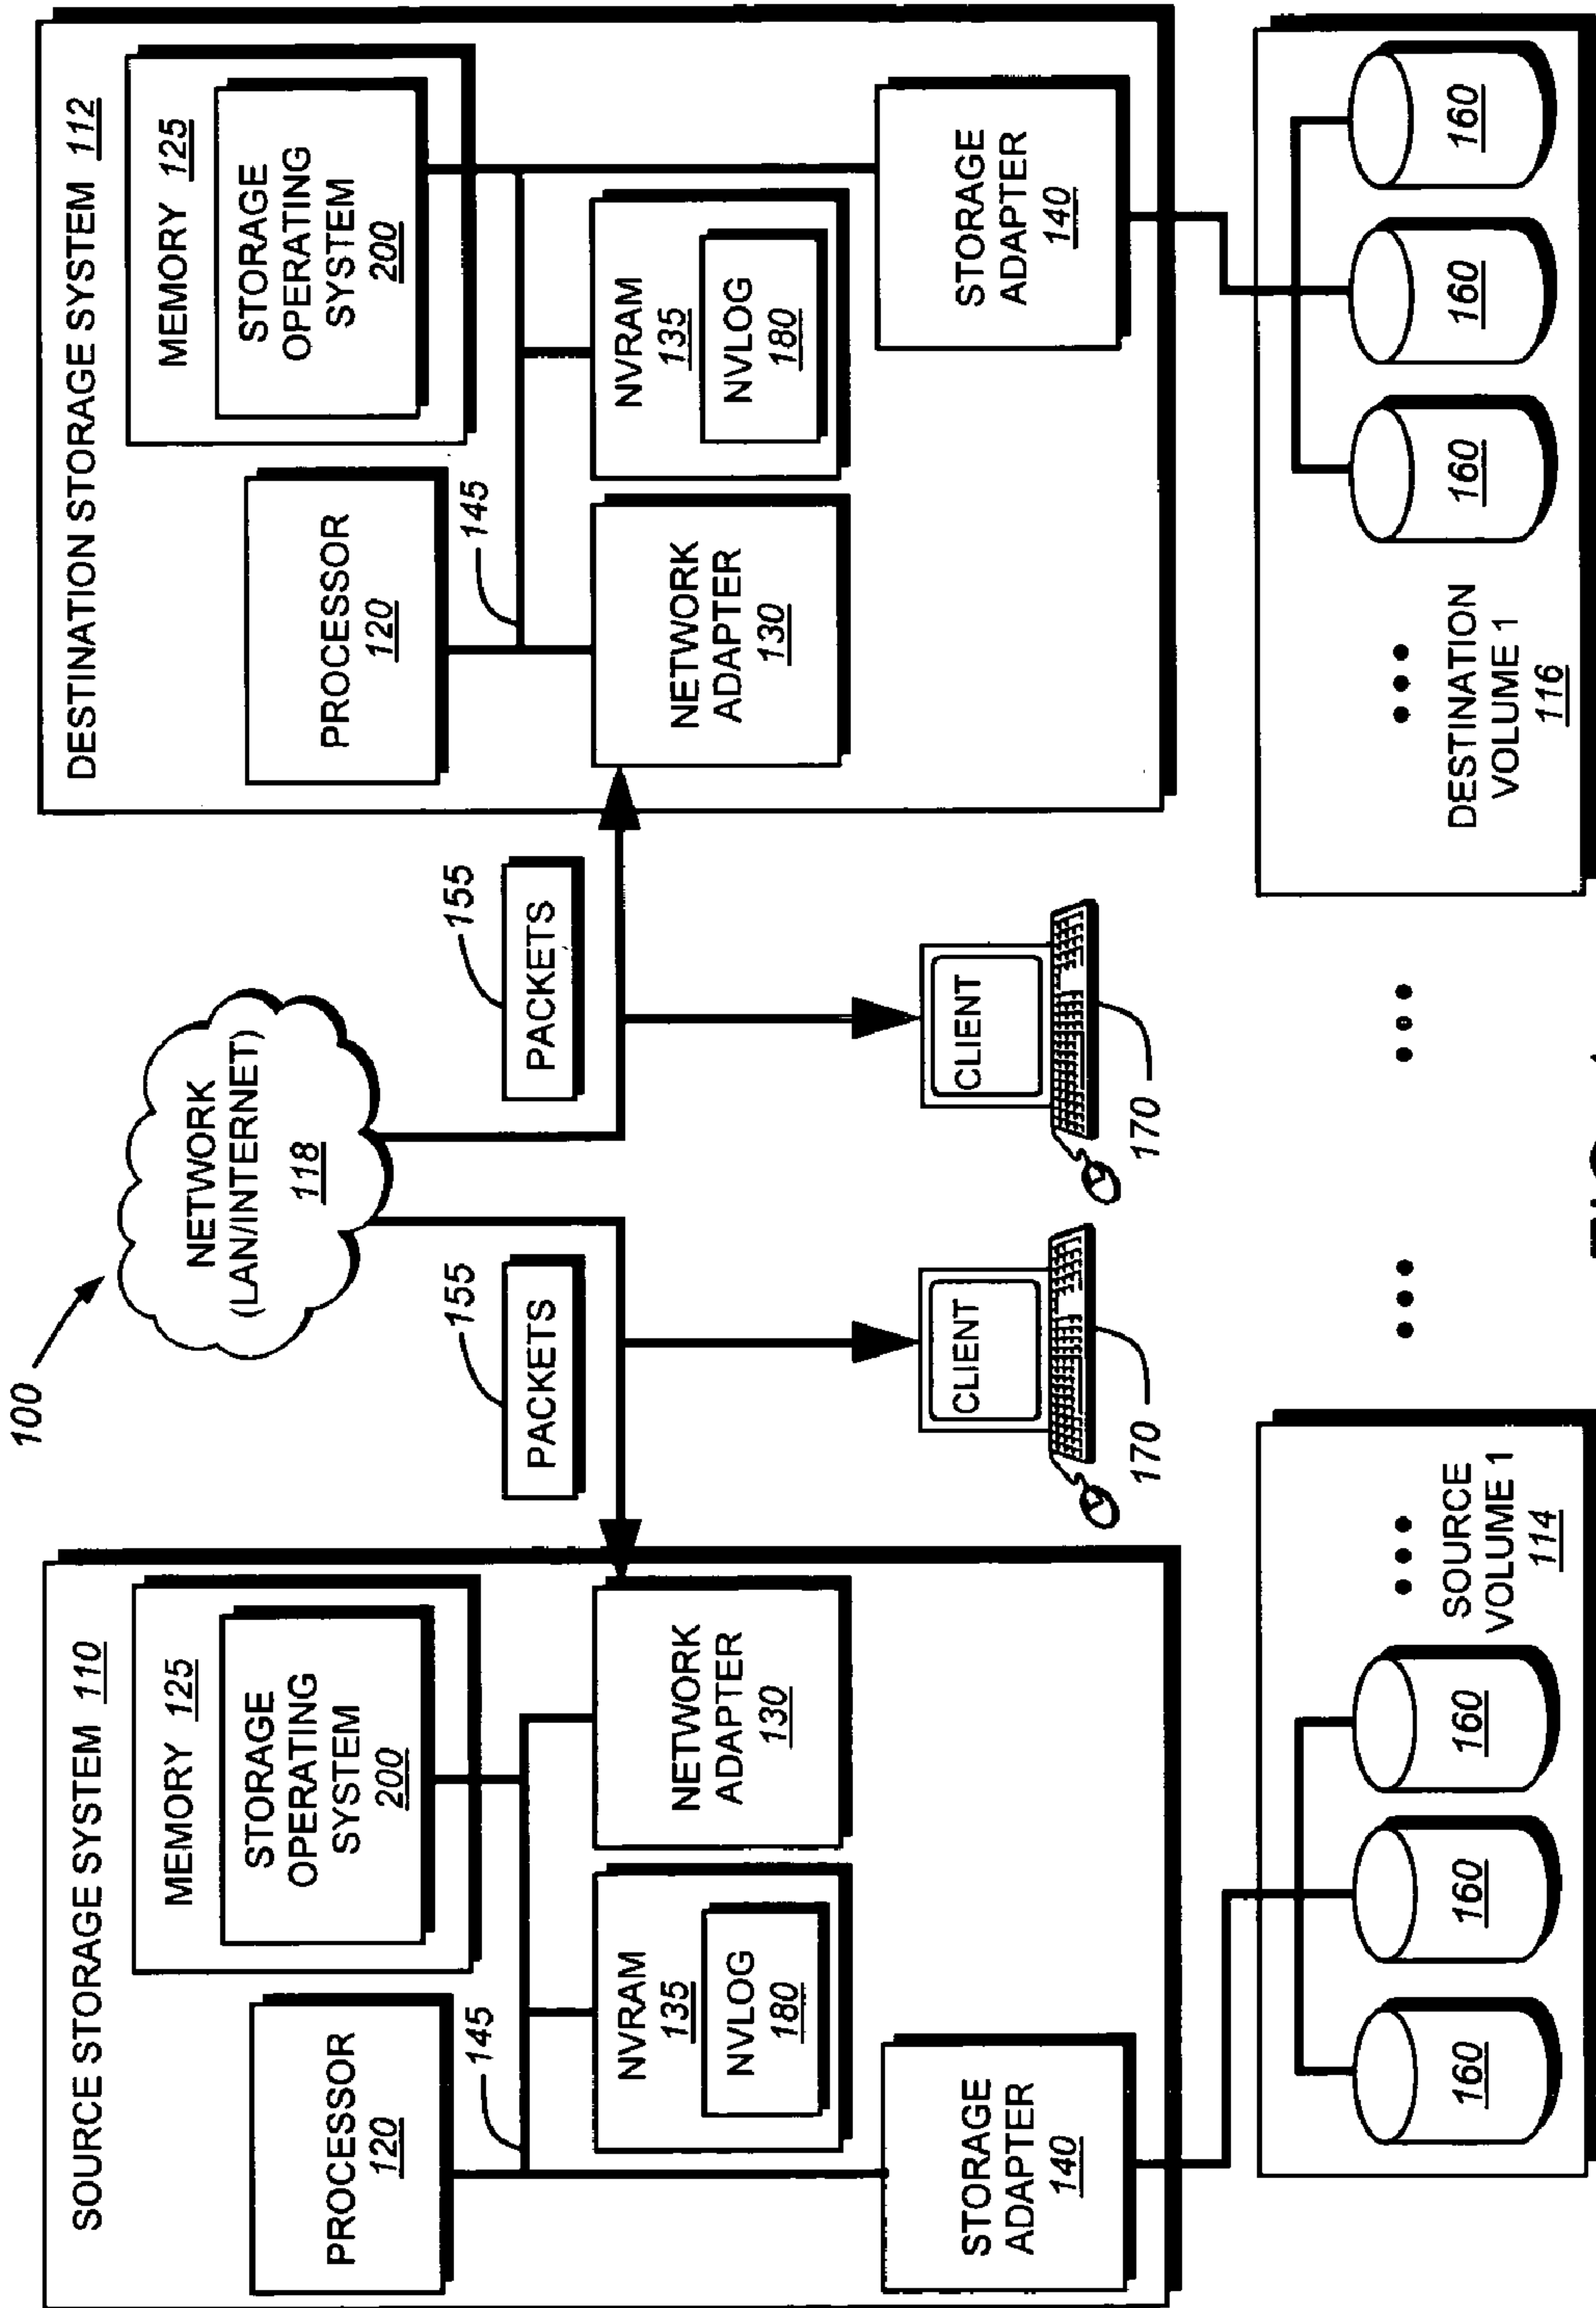 100
NETWORK
(LAN/INTERNET)
118
SOURCE STORAGE SYSTEM 110
PROCESSOR
120
MEMORY 125
STORAGE
OPERATING
SYSTEM
200
145
NVRAM
135
NVLOG
180
NETWORK
ADAPTER
130
STORAGE
ADAPTER
140
PACKETS
155
PACKETS
155
CLIENT
170
CLIENT
170
DESTINATION STORAGE SYSTEM 112
PROCESSOR
120
MEMORY 125
STORAGE
OPERATING
SYSTEM
200
145
NETWORK
ADAPTER
130
NVRAM
135
NVLOG
180
STORAGE
ADAPTER
140
160
160
160
SOURCE
VOLUME 1
114
DESTINATION
VOLUME 1
116
160
160
160